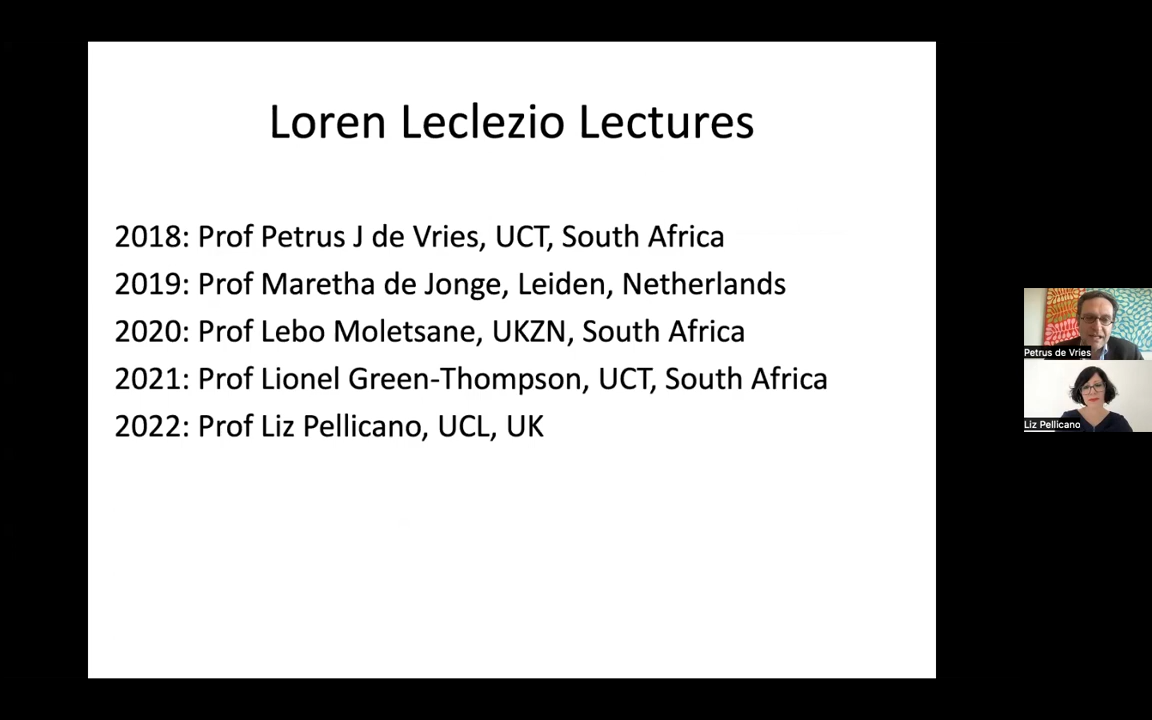 Loren Leclezio Lectures
2018: Prof Petrus J de Vries, UCT, South Africa
2019: Prof Maretha de Jonge, Leiden, Netherlands
2020: Prof Lebo Moletsane, UKZN, South Africa
2021: Prof Lionel Green-Thompson, UCT, South Africa
2022: Prof Liz Pellicano, UCL, UK
Petrus de Vries
Liz Pellicano